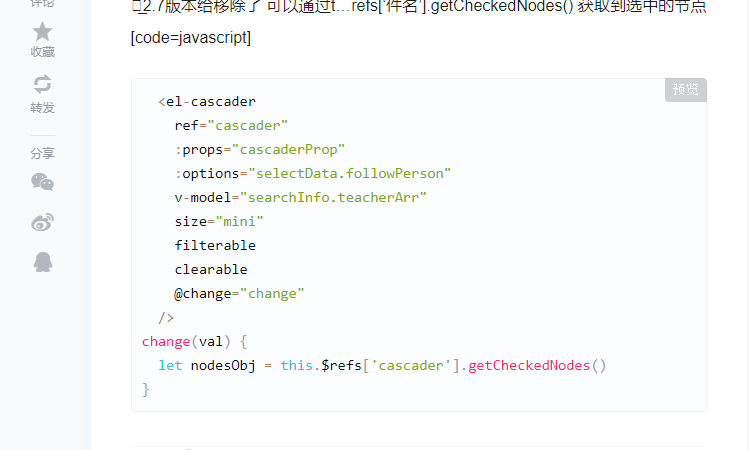 评论
收藏
转发
分享
2.7版本给移除了 可以通过t…refs['件名'].getCheckedNodes() 获取到选中的节点
[code=javascript]
预览
<el-cascader
ref="cascader"
:props="cascaderProp"
:options="selectData.followPerson"
v-model="searchInfo.teacherArr"
size="mini"
filterable
clearable
@change="change"
/>
change(val) {
let nodesObj = this.$refs['cascader'].getCheckedNodes()
}